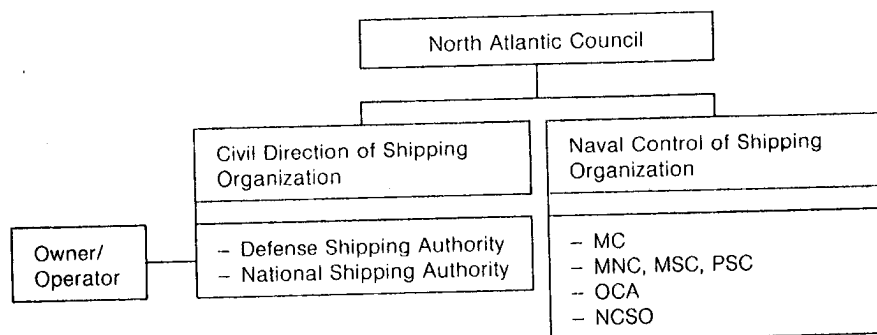 North Atlantic Council
Civil Direction of Shipping
Organization
Naval Control of Shipping
Organization
Owner/
Operator
– Defense Shipping Authority
– National Shipping Authority
– MC
– MNC, MSC, PSC
– OCA
– NCSO